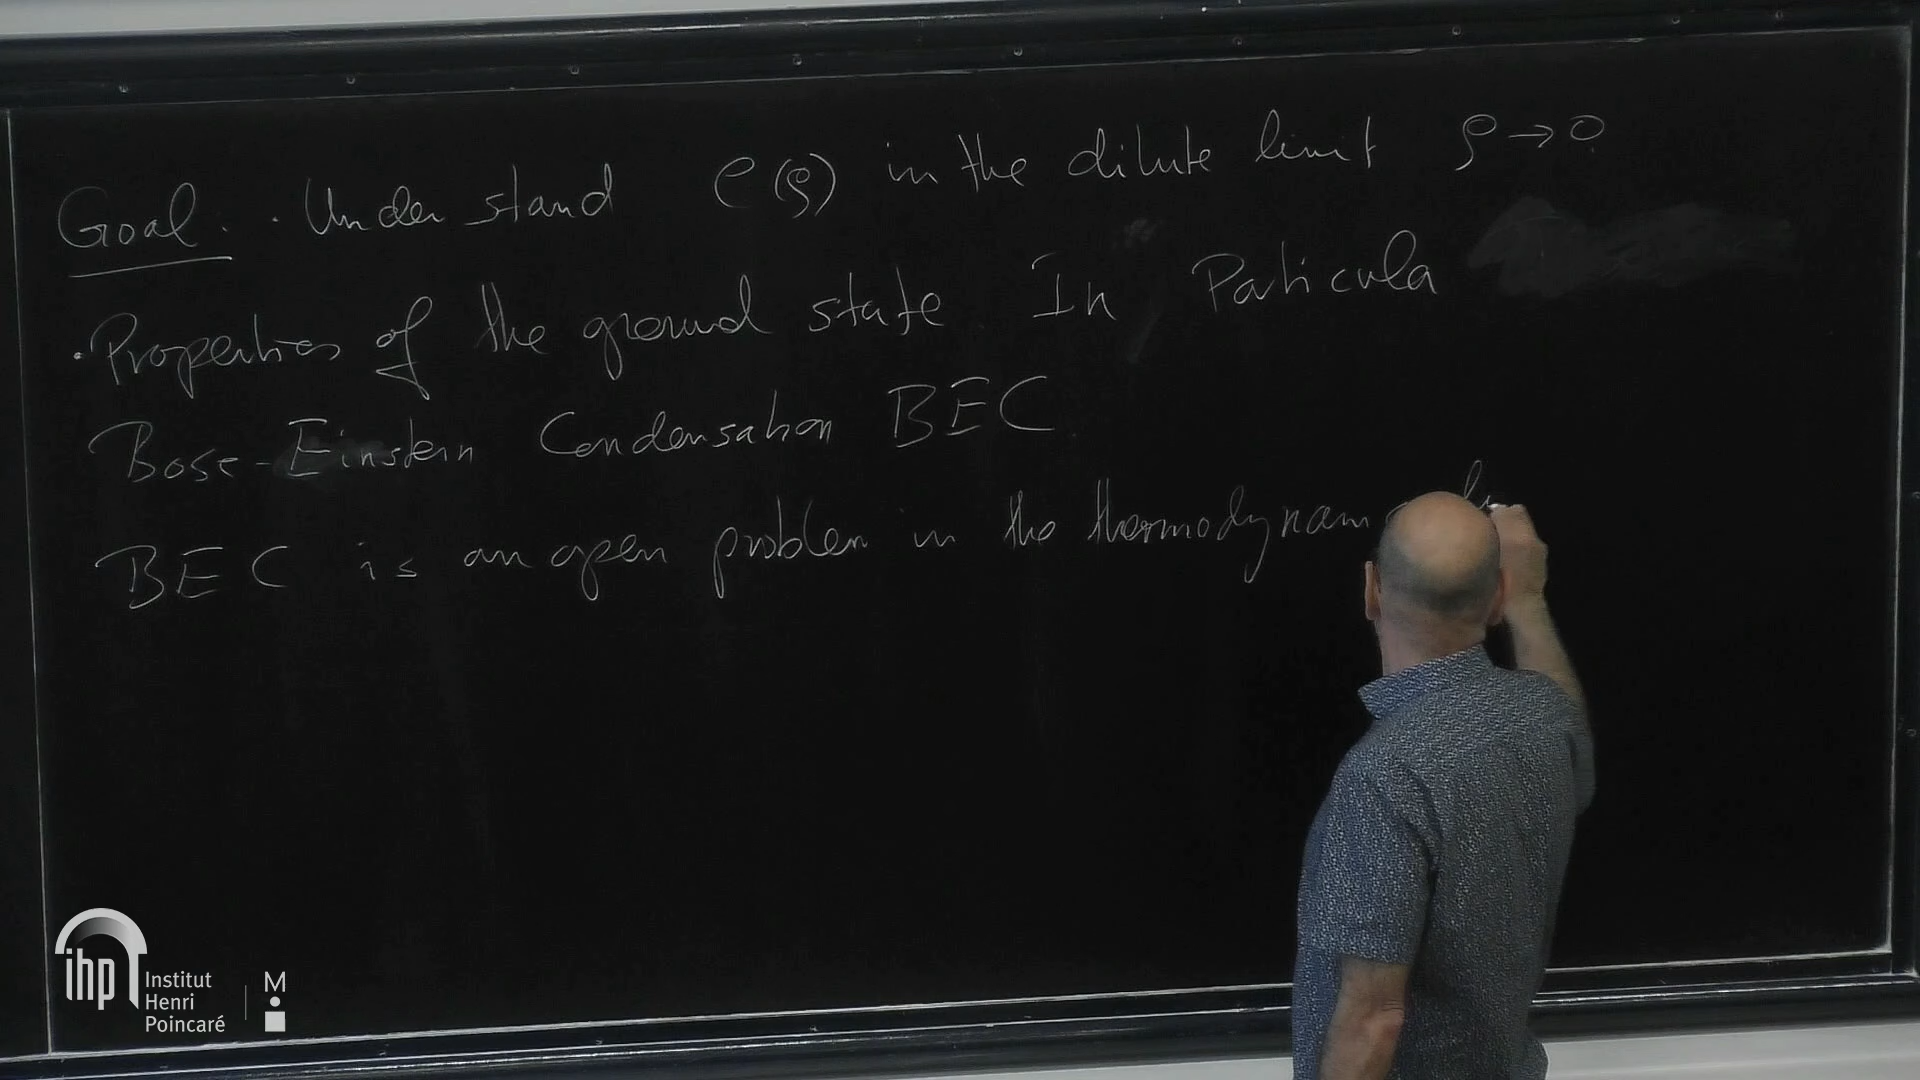 Goal: · Understand e(ρ) in the dilute limit ρ → 0
· Properties of the ground state In Particula
Bose-Einstein Condensation BEC
BEC is an open problem in the thermodynam
ihp Institut
Henri
Poincaré
M